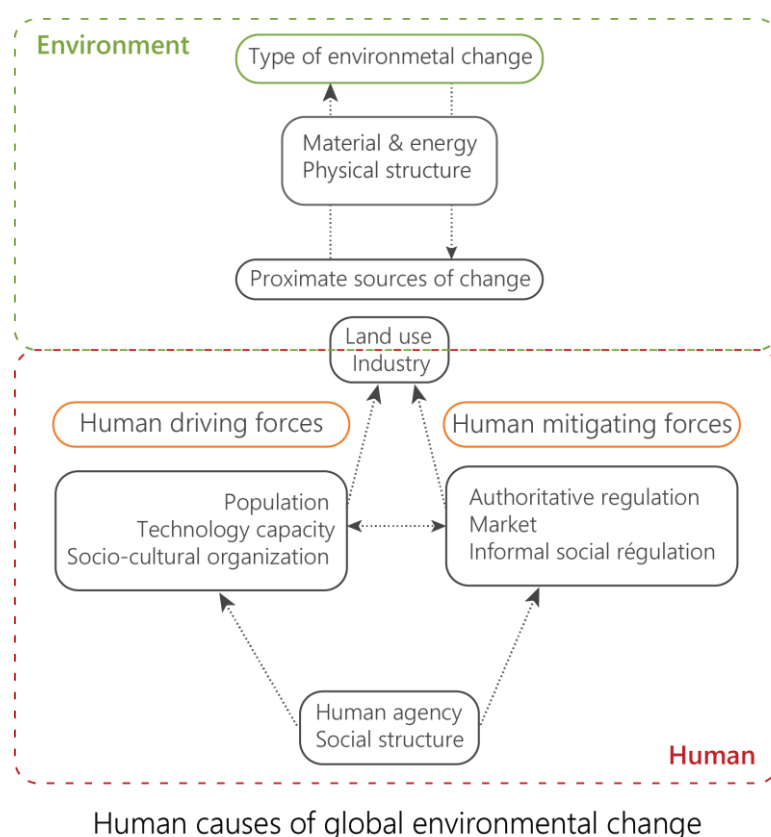 Environment
Type of environmetal change
Material & energy
Physical structure
Proximate sources of change
Land use
Industry
Human driving forces
Human mitigating forces
Population
Technology capacity
Socio-cultural organization
Authoritative regulation
Market
Informal social régulation
Human agency
Social structure
Human
Human causes of global environmental change